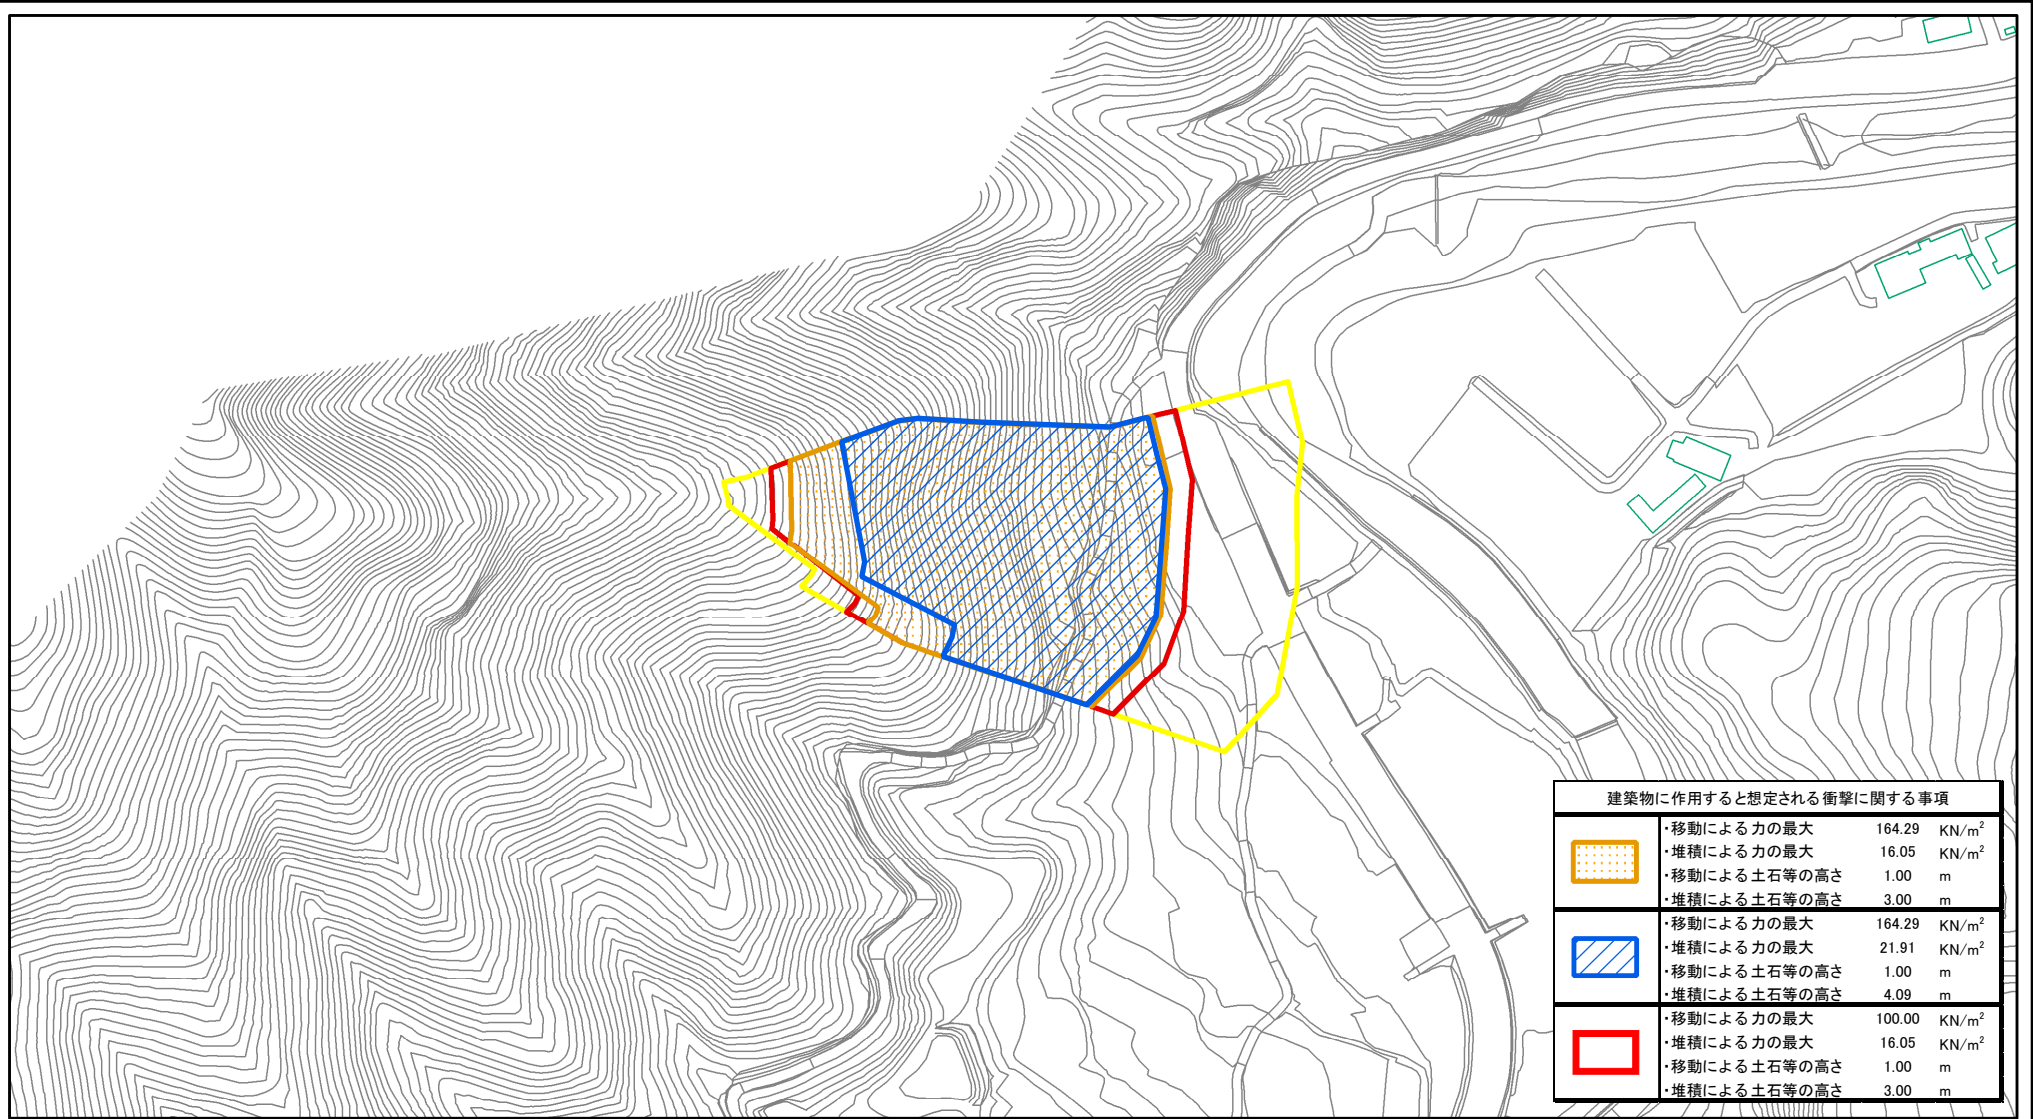 建築物に作用すると想定される衝撃に関する事項
・移動による力の最大 164.29 KN/m²
・堆積による力の最大 16.05 KN/m²
・移動による土石等の高さ 1.00 m
・堆積による土石等の高さ 3.00 m
・移動による力の最大 164.29 KN/m²
・堆積による力の最大 21.91 KN/m²
・移動による土石等の高さ 1.00 m
・堆積による土石等の高さ 4.09 m
・移動による力の最大 100.00 KN/m²
・堆積による力の最大 16.05 KN/m²
・移動による土石等の高さ 1.00 m
・堆積による土石等の高さ 3.00 m